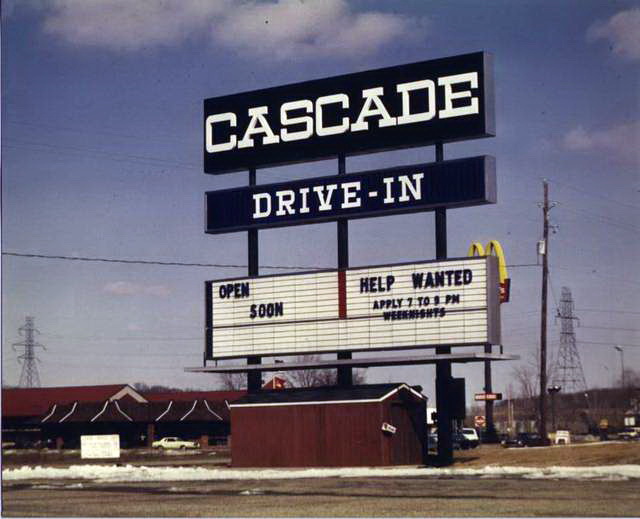 CASCADE
DRIVE-IN
OPEN
SOON
HELP WANTED
APPLY 7 TO 9 PM
WEEKNIGHTS